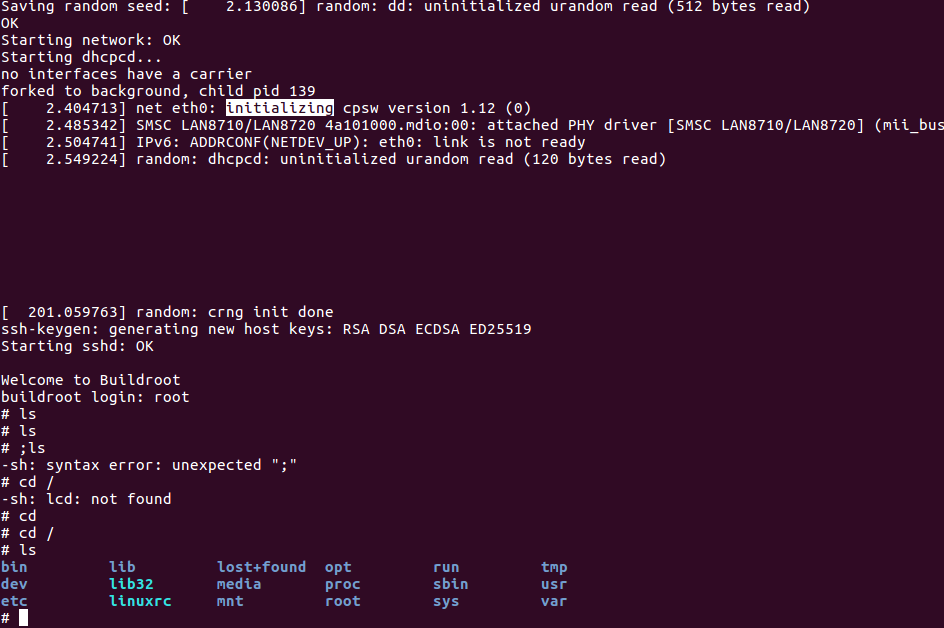 Saving random seed: [    2.130086] random: dd: uninitialized urandom read (512 bytes read)
OK
Starting network: OK
Starting dhcpcd...
no interfaces have a carrier
forked to background, child pid 139
[    2.404713] net eth0: initializing cpsw version 1.12 (0)
[    2.485342] SMSC LAN8710/LAN8720 4a101000.mdio:00: attached PHY driver [SMSC LAN8710/LAN8720] (mii_bus
[    2.504741] IPv6: ADDRCONF(NETDEV_UP): eth0: link is not ready
[    2.549224] random: dhcpcd: uninitialized urandom read (120 bytes read)
[  201.059763] random: crng init done
ssh-keygen: generating new host keys: RSA DSA ECDSA ED25519
Starting sshd: OK
Welcome to Buildroot
buildroot login: root
# ls
# ls
# ;ls
-sh: syntax error: unexpected ";"
# cd /
-sh: lcd: not found
# cd
# cd /
# ls
bin         lib         lost+found  opt         run         tmp
dev         lib32       media       proc        sbin        usr
etc         linuxrc     mnt         root        sys         var
#